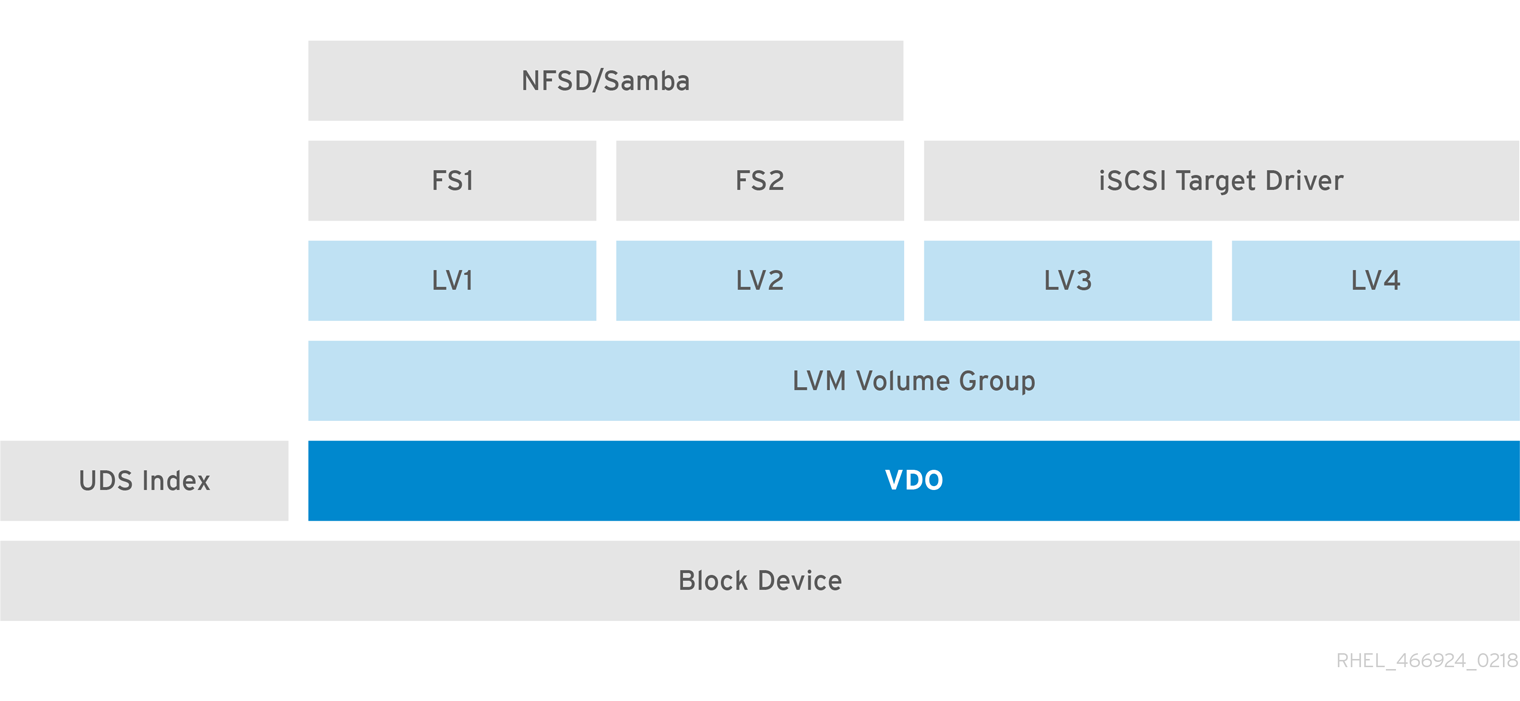 NFSD/Samba
FS1
FS2
iSCSI Target Driver
LV1
LV2
LV3
LV4
LVM Volume Group
UDS Index
VDO
Block Device
RHEL_466924_0218